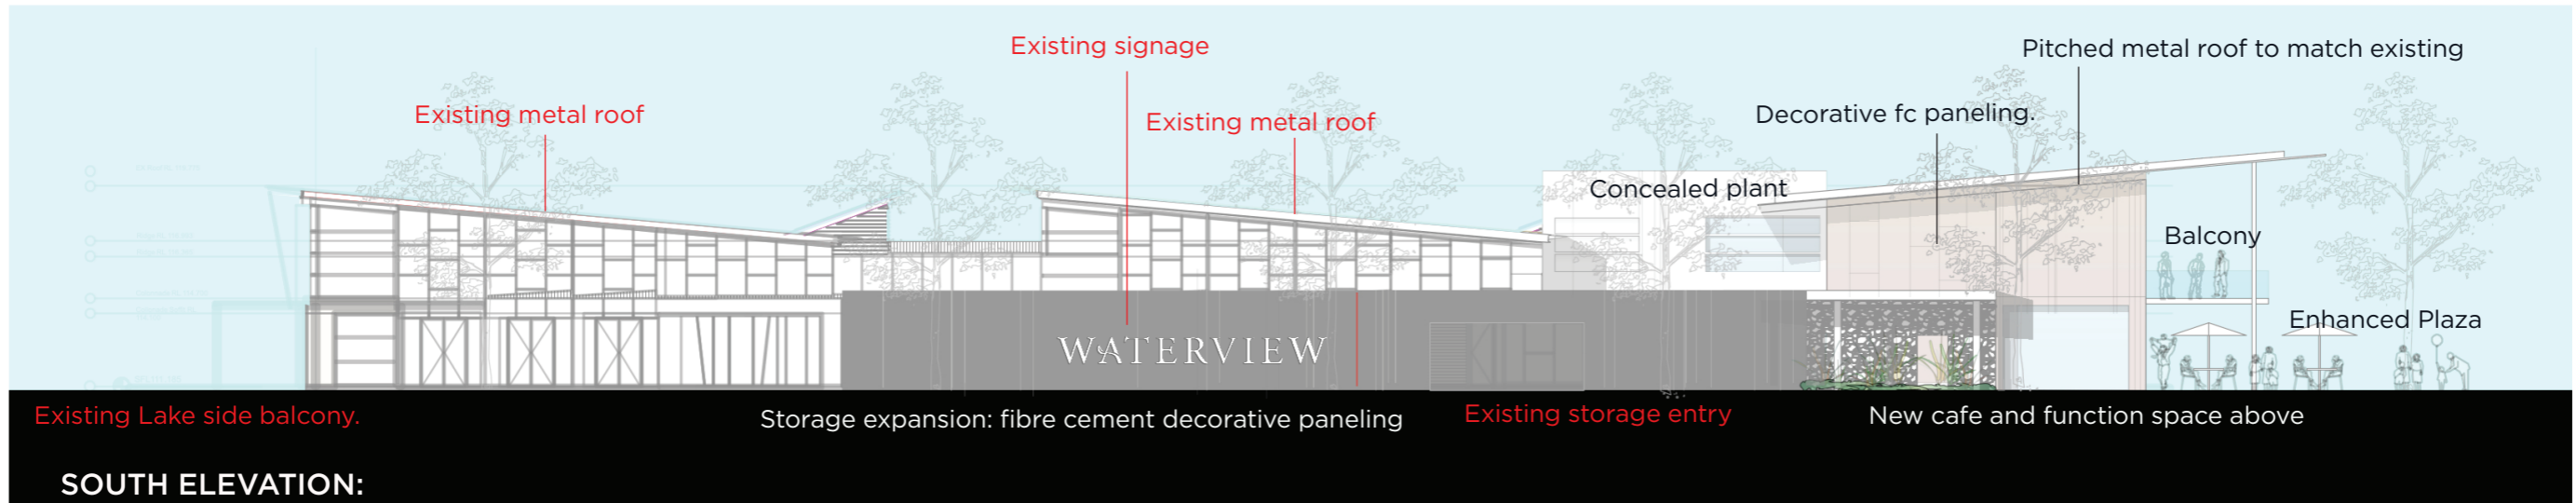 Existing signage
Pitched metal roof to match existing
Existing metal roof
Existing metal roof
Decorative fc paneling.
Concealed plant
Balcony
Enhanced Plaza
WATERVIEW
Existing Lake side balcony.
Storage expansion: fibre cement decorative paneling
Existing storage entry
New cafe and function space above
SOUTH ELEVATION: